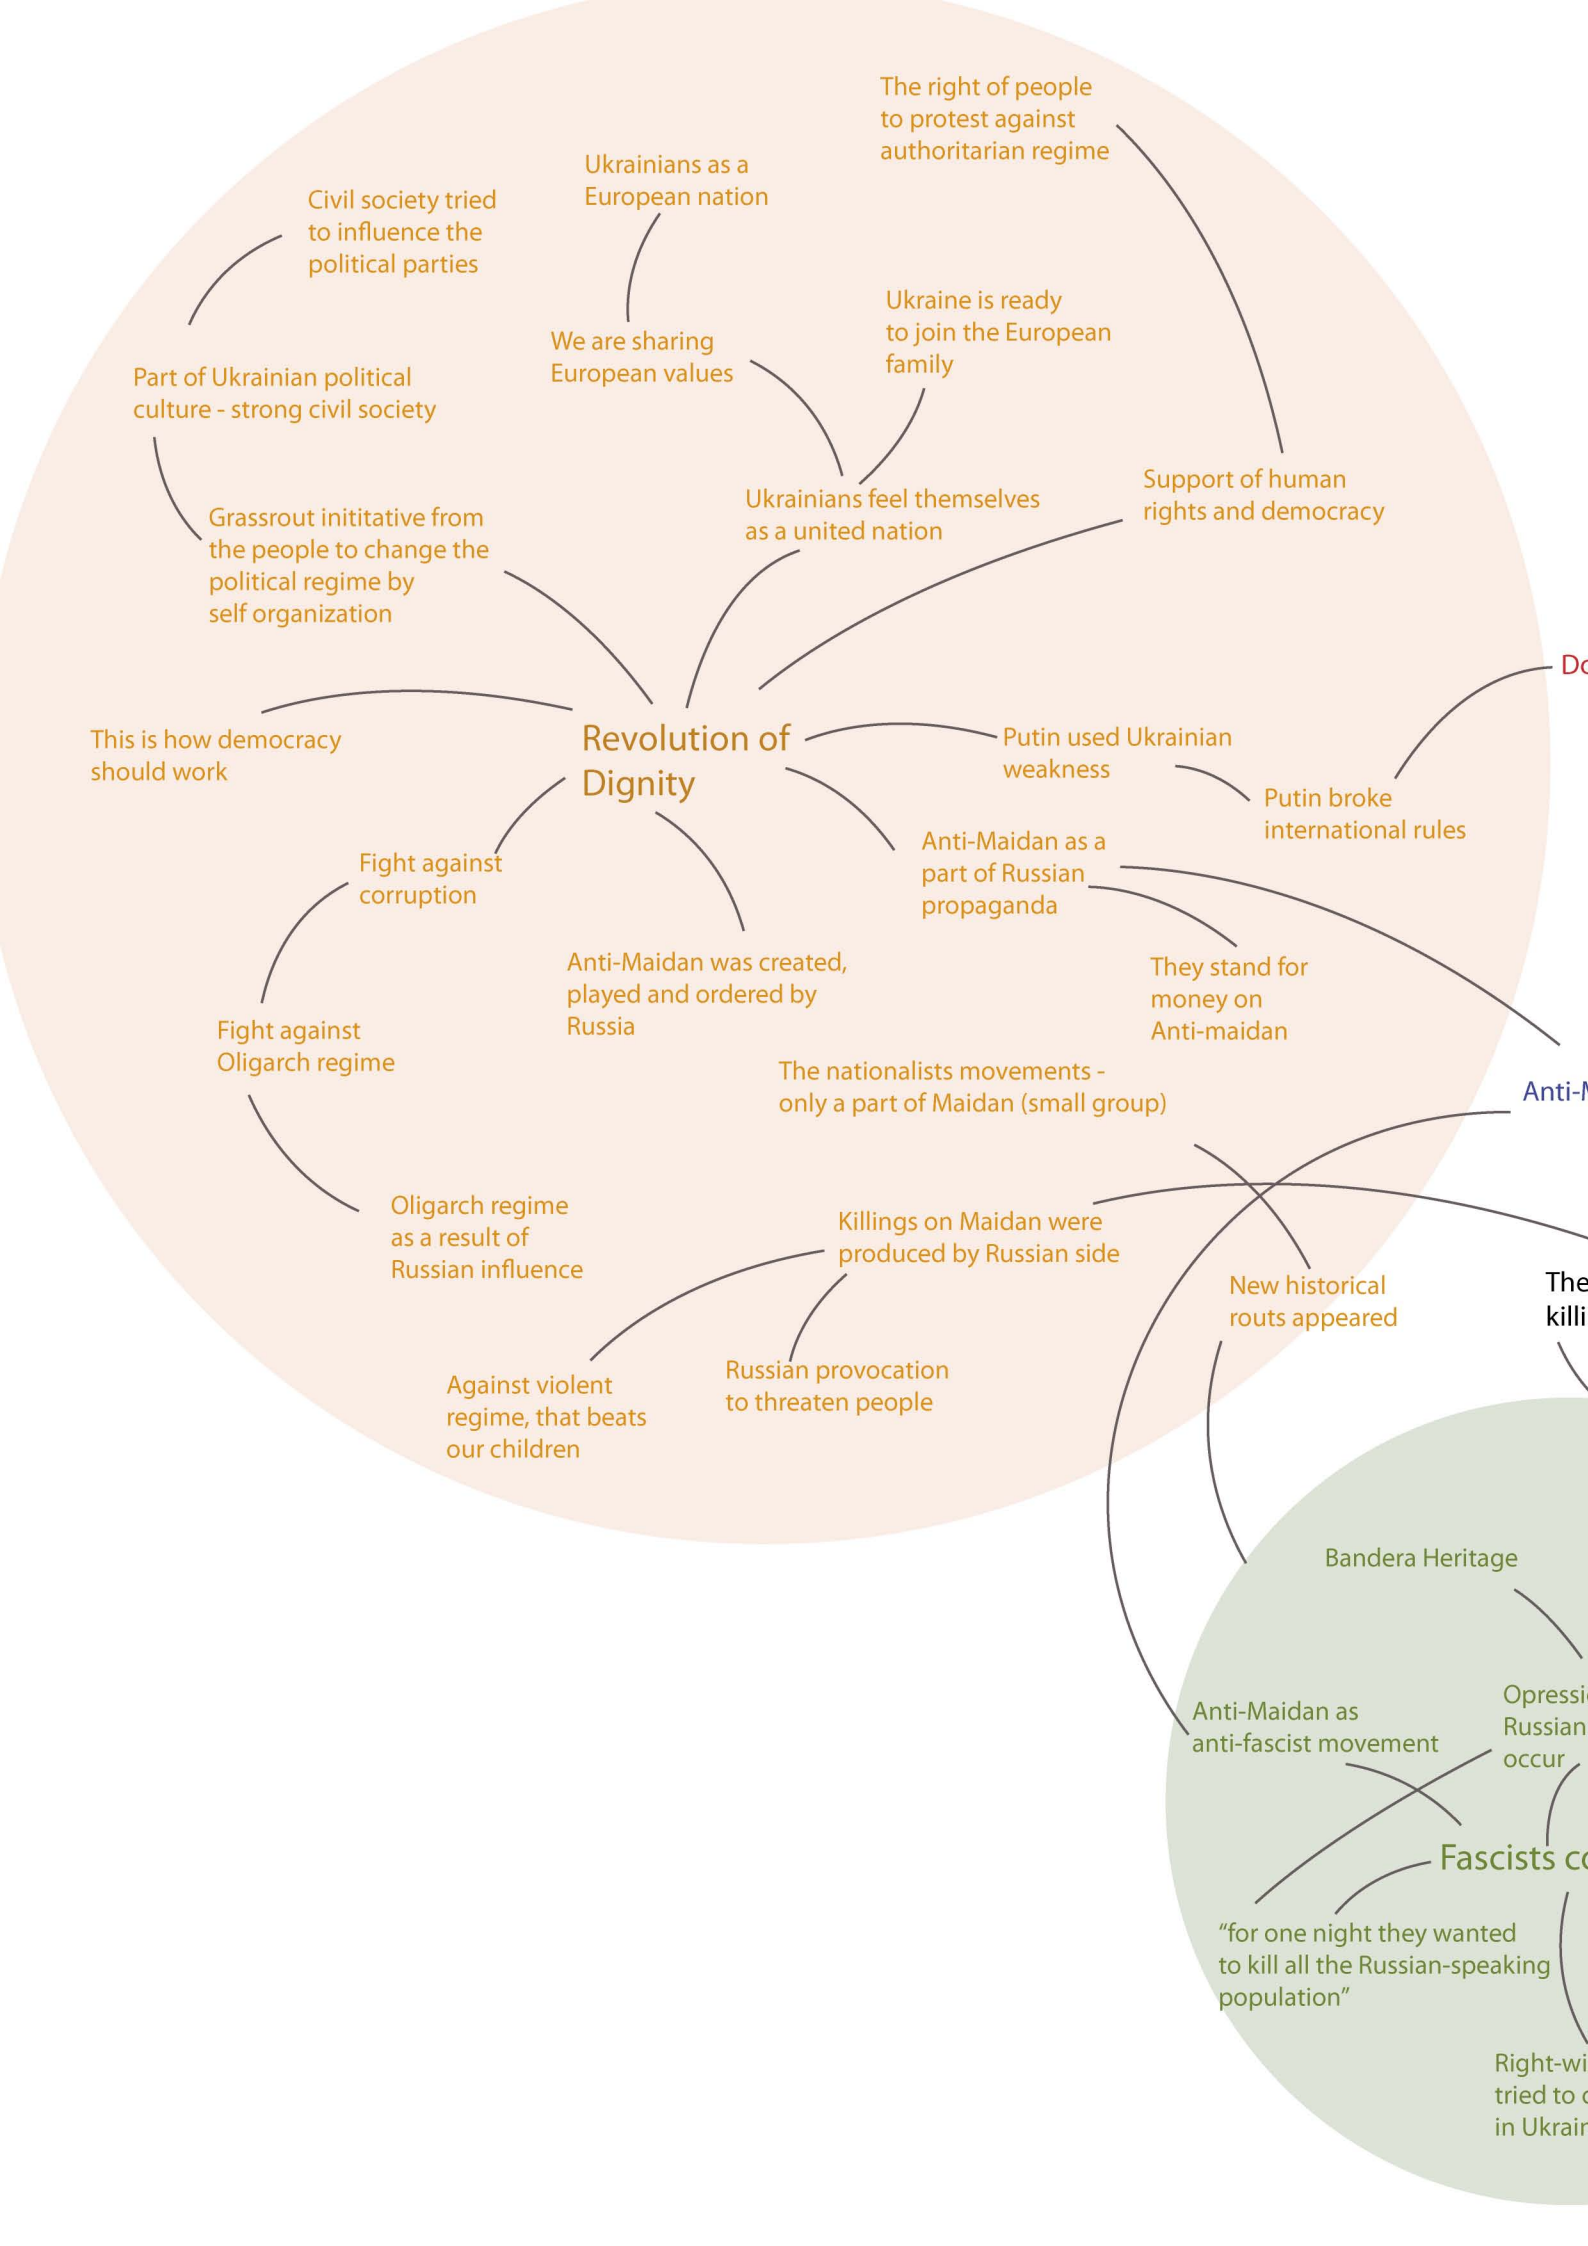 The right of people
to protest against
authoritarian regime
Ukrainians as a
European nation
Civil society tried
to influence the
political parties
Ukraine is ready
to join the European
family
We are sharing
European values
Part of Ukrainian political
culture - strong civil society
Support of human
rights and democracy
Ukrainians feel themselves
as a united nation
Grassrout inititative from
the people to change the
political regime by
self organization
This is how democracy
should work
Revolution of
Dignity
Putin used Ukrainian
weakness
Putin broke
international rules
Anti-Maidan as a
part of Russian
propaganda
Fight against
corruption
Anti-Maidan was created,
played and ordered by
Russia
They stand for
money on
Anti-maidan
Fight against
Oligarch regime
The nationalists movements -
only a part of Maidan (small group)
Oligarch regime
as a result of
Russian influence
Killings on Maidan were
produced by Russian side
New historical
routs appeared
The
Against violent
regime, that beats
our children
Russian provocation
to threaten people
Bandera Heritage
Anti-Maidan as
anti-fascist movement
Russian
occur
Fascists
"for one night they wanted
to kill all the Russian-speaking
population"
tried to
in